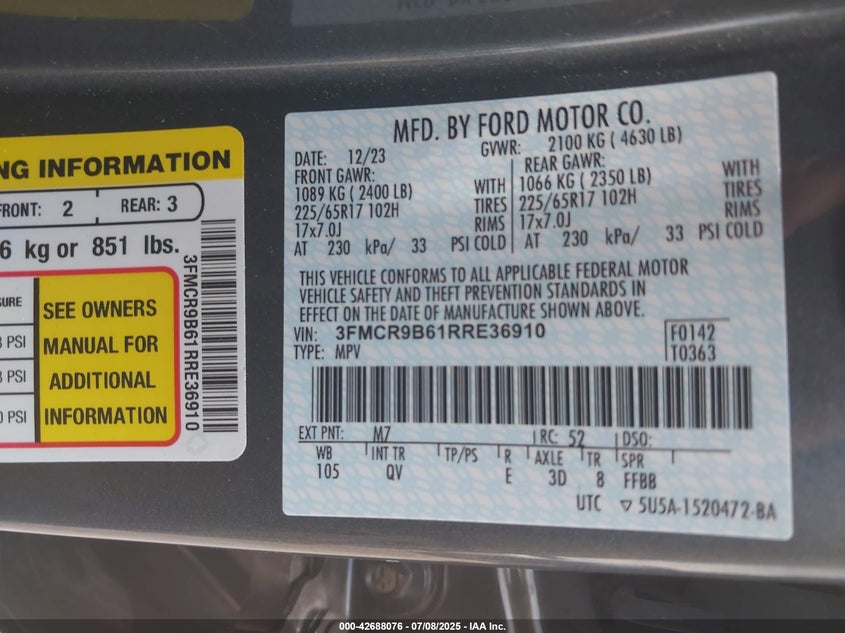 NG INFORMATION
FRONT: 2 REAR: 3
6 kg or 851 lbs.
SURE
PSI
PSI
PSI
SEE OWNERS
MANUAL FOR
ADDITIONAL
INFORMATION
3FMCR9B61RRE36910
MFD. BY FORD MOTOR CO.
DATE: 12/23 GVWR: 2100 KG ( 4630 LB)
FRONT GAWR: REAR GAWR:
1089 KG ( 2400 LB) WITH 1066 KG ( 2350 LB) WITH
225/65R17 102H TIRES 225/65R17 102H TIRES
17x7.0J RIMS 17x7.0J RIMS
AT 230 kPa/ 33 PSI COLD AT 230 kPa/ 33 PSI COLD
THIS VEHICLE CONFORMS TO ALL APPLICABLE FEDERAL MOTOR
VEHICLE SAFETY AND THEFT PREVENTION STANDARDS IN
EFFECT ON THE DATE OF MANUFACTURE SHOWN ABOVE.
VIN: 3FMCR9B61RRE36910 F0142
TYPE: MPV T0363
EXT PNT: M7 RC: 52 DSO:
WB INT TR TP/PS R AXLE TR SPR
105 QV E 3D 8 FFBB
UTC ▽ 5U5A-1520472-BA
000-42688076 - 07/08/2025 - IAA Inc.